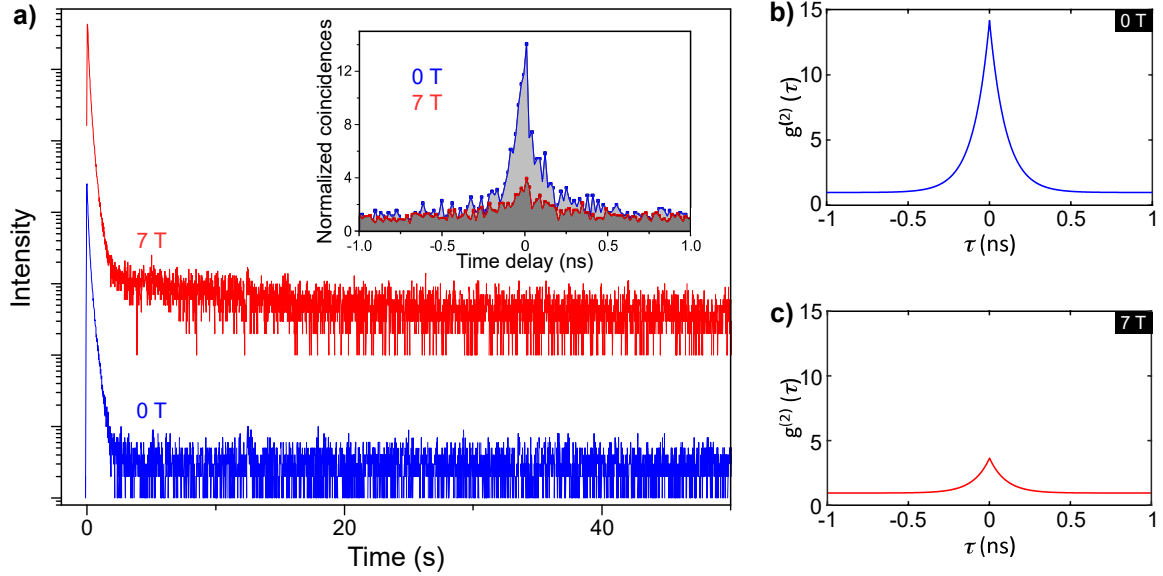 a)
Intensity
7 T
0 T
0
20
40
Time (s)
Normalized coincidences
12
8
4
0
0 T
7 T
-1.0
-0.5
0
0.5
1.0
Time delay (ns)
b)
0 T
g(2) (τ)
15
10
5
0
-1
-0.5
0
0.5
1
τ (ns)
c)
7 T
g(2) (τ)
15
10
5
0
-1
-0.5
0
0.5
1
τ (ns)